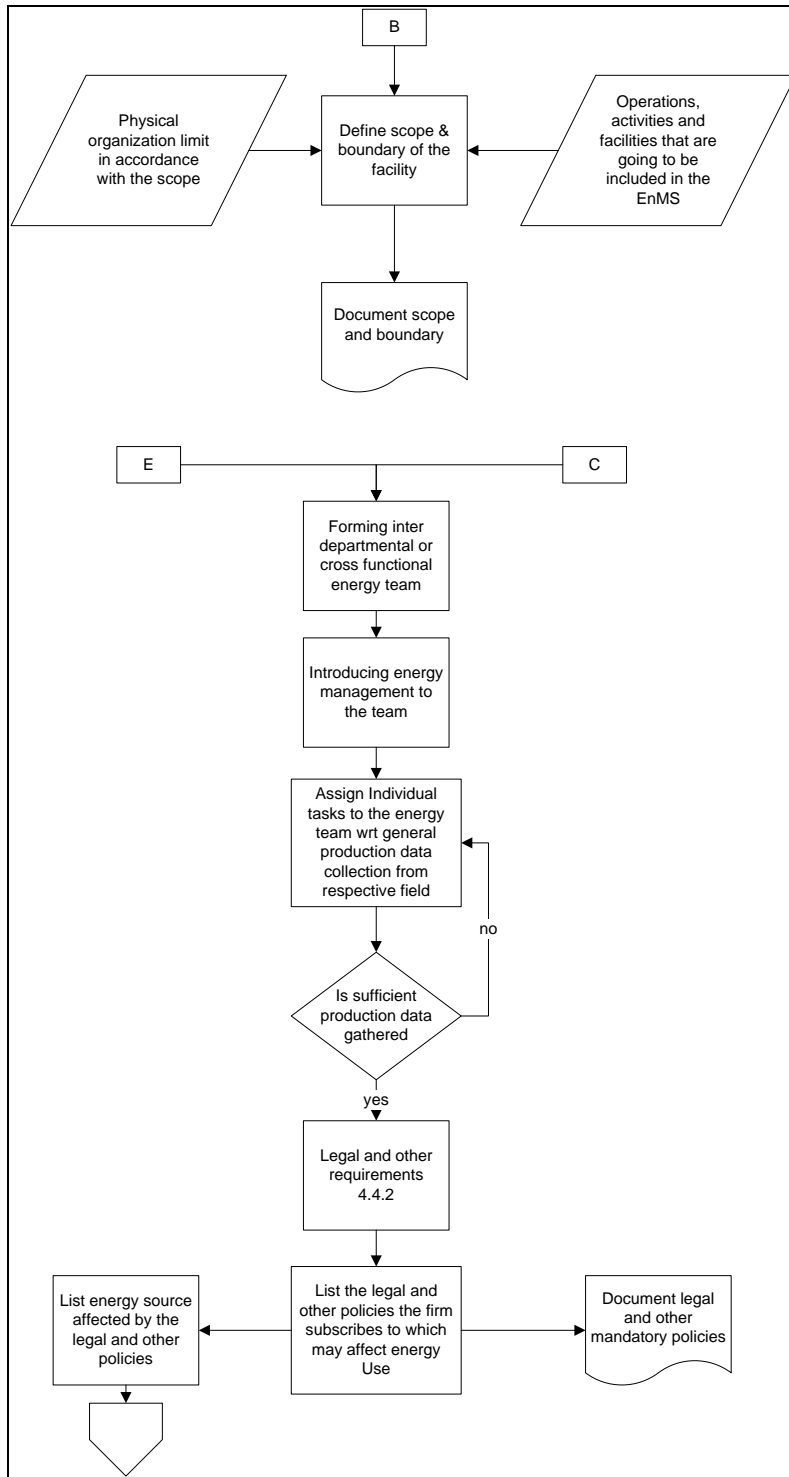 B
Physical
organization limit
in accordance
with the scope
Define scope &
boundary of the
facility
Operations,
activities and
facilities that are
going to be
included in the
EnMS
Document scope
and boundary
E
C
Forming inter
departmental or
cross functional
energy team
Introducing energy
management to
the team
Assign Individual
tasks to the energy
team wrt general
production data
collection from
respective field
no
Is sufficient
production data
gathered
yes
Legal and other
requirements
4.4.2
List energy source
affected by the
legal and other
policies
List the legal and
other policies the firm
subscribes to which
may affect energy
Use
Document legal
and other
mandatory policies